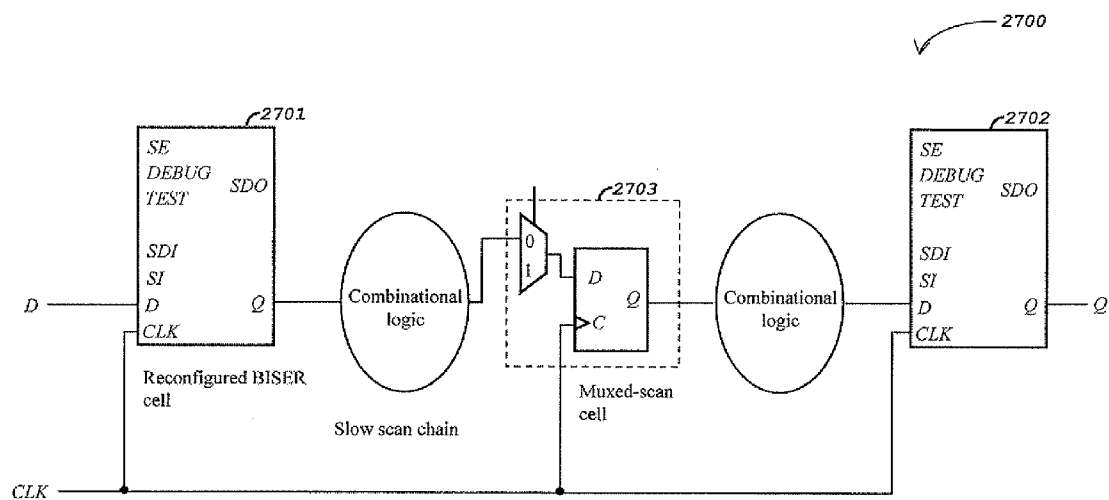 2700
2701
SE
DEBUG
TEST
SDO
SDI
SI
D
D
Q
CLK
Reconfigured BISER
cell
Combinational
logic
Slow scan chain
2703
0
1
D
Q
C
Muxed-scan
cell
Combinational
logic
2702
SE
DEBUG
TEST
SDO
SDI
SI
D
Q
Q
CLK
CLK